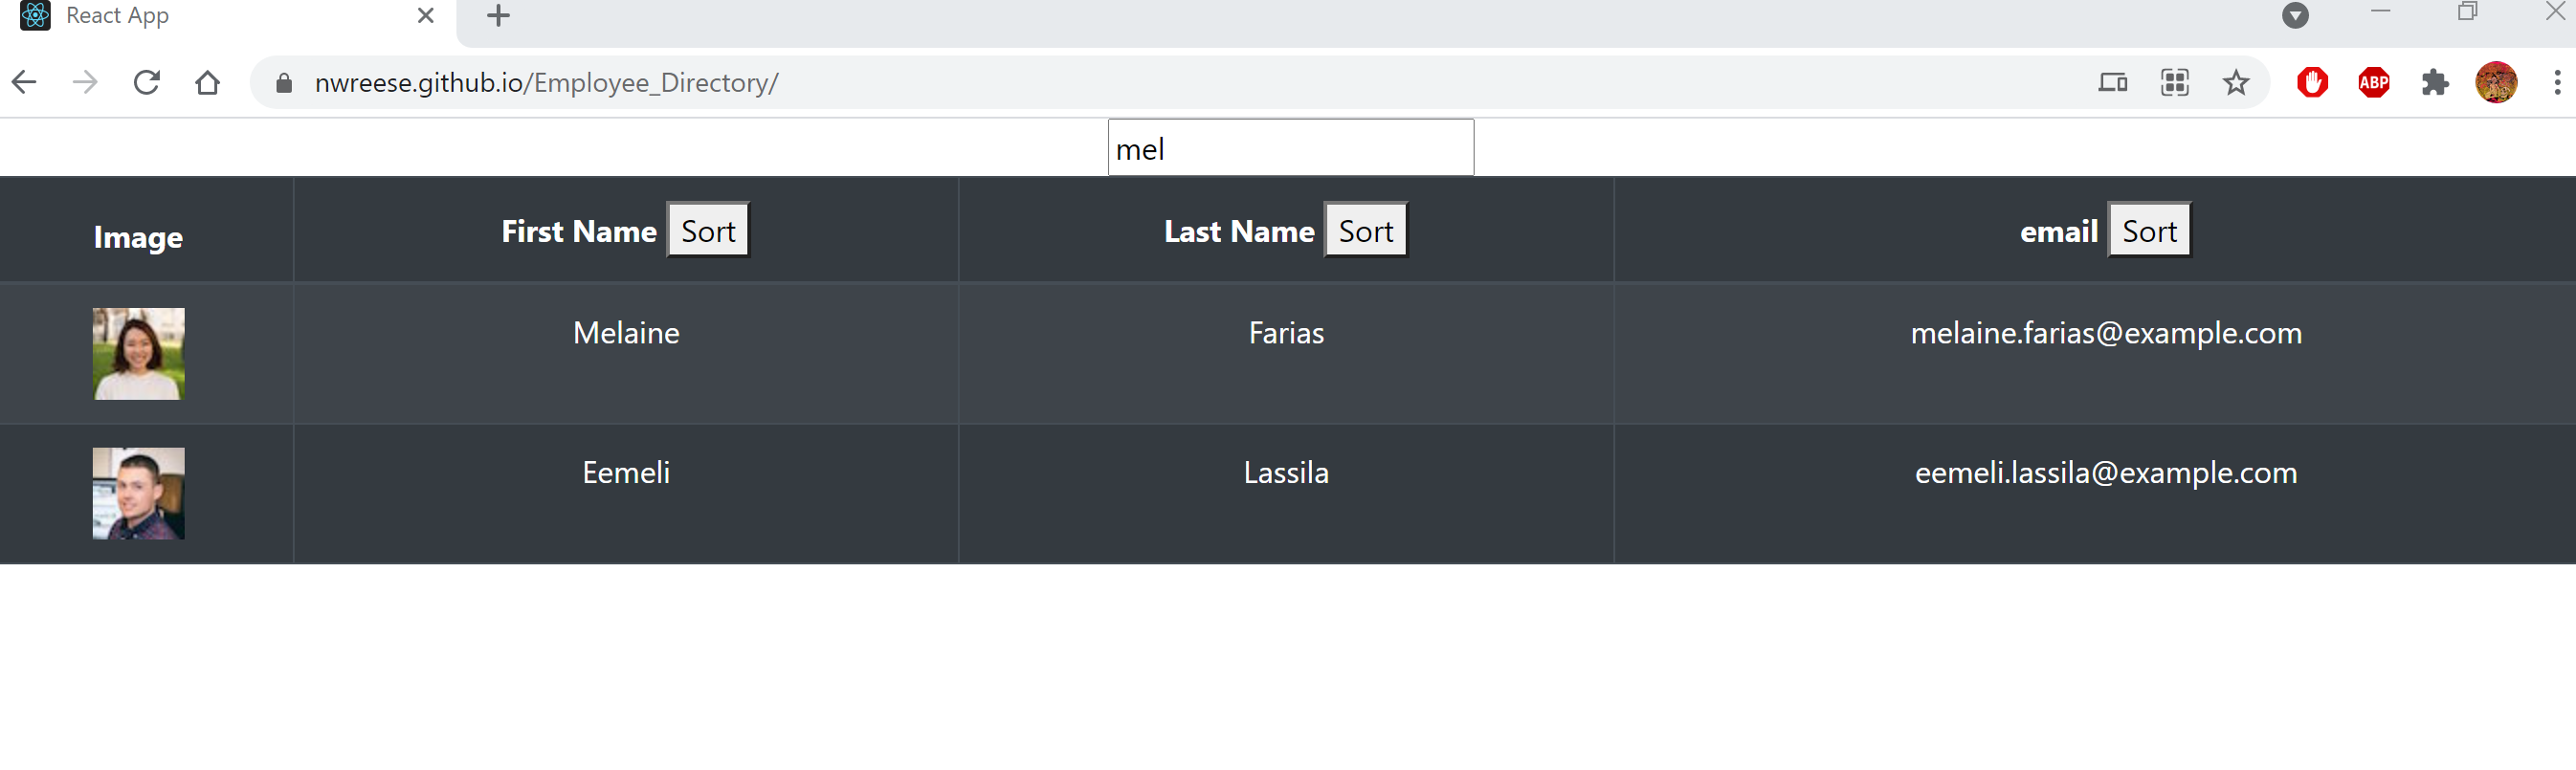 React App
nwreese.github.io/Employee_Directory/
ABP
mel
Image First Name Sort Last Name Sort email Sort
Melaine Farias melaine.farias@example.com
Eemeli Lassila eemeli.lassila@example.com